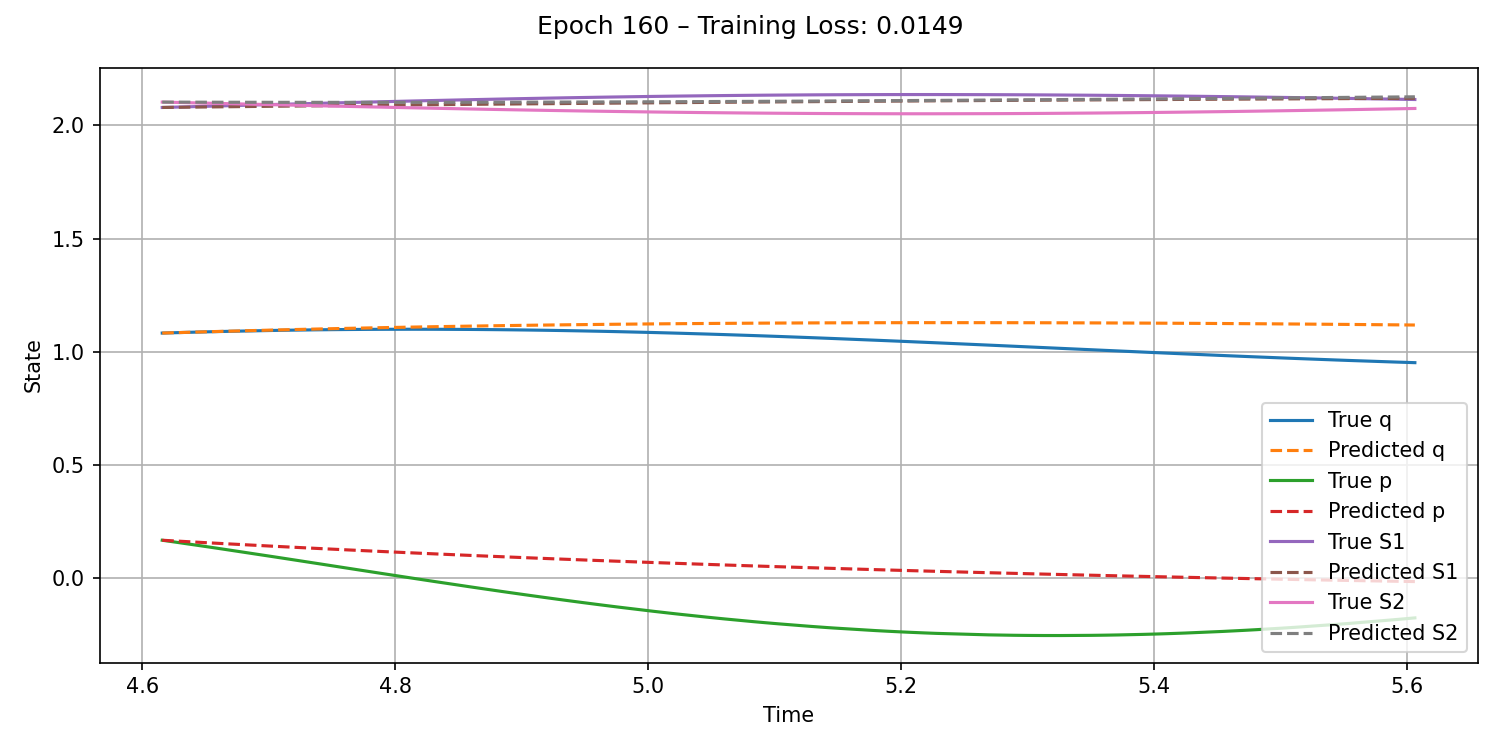 Epoch 160 – Training Loss: 0.0149
2.0
1.5
1.0
0.5
0.0
State
4.6 4.8 5.0 5.2 5.4 5.6
Time
True q
Predicted q
True p
Predicted p
True S1
Predicted S1
True S2
Predicted S2